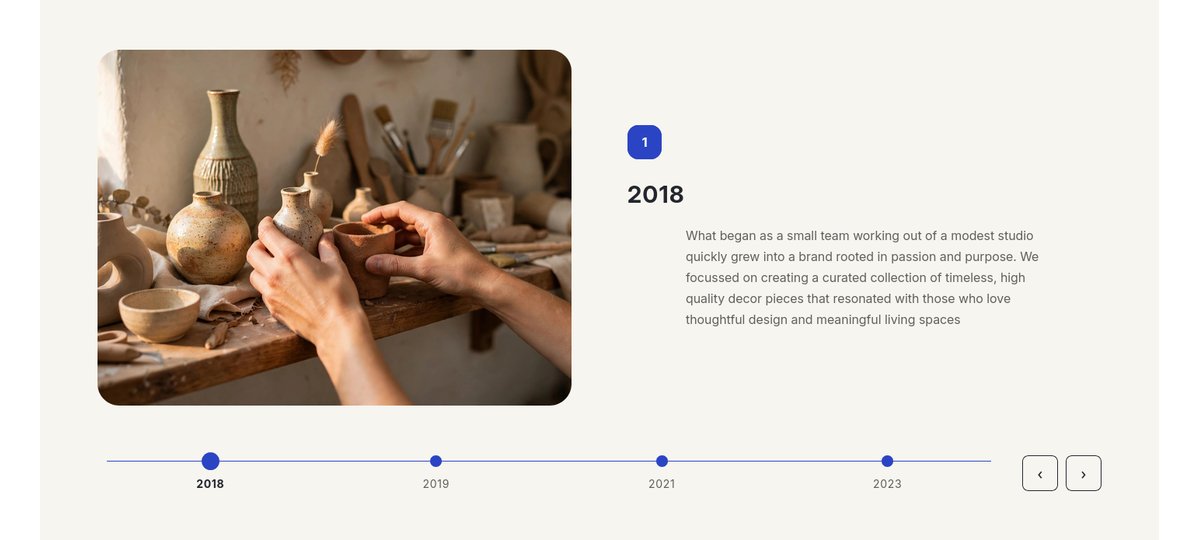 1
2018
What began as a small team working out of a modest studio
quickly grew into a brand rooted in passion and purpose. We
focussed on creating a curated collection of timeless, high
quality decor pieces that resonated with those who love
thoughtful design and meaningful living spaces
2018
2019
2021
2023
‹ ›